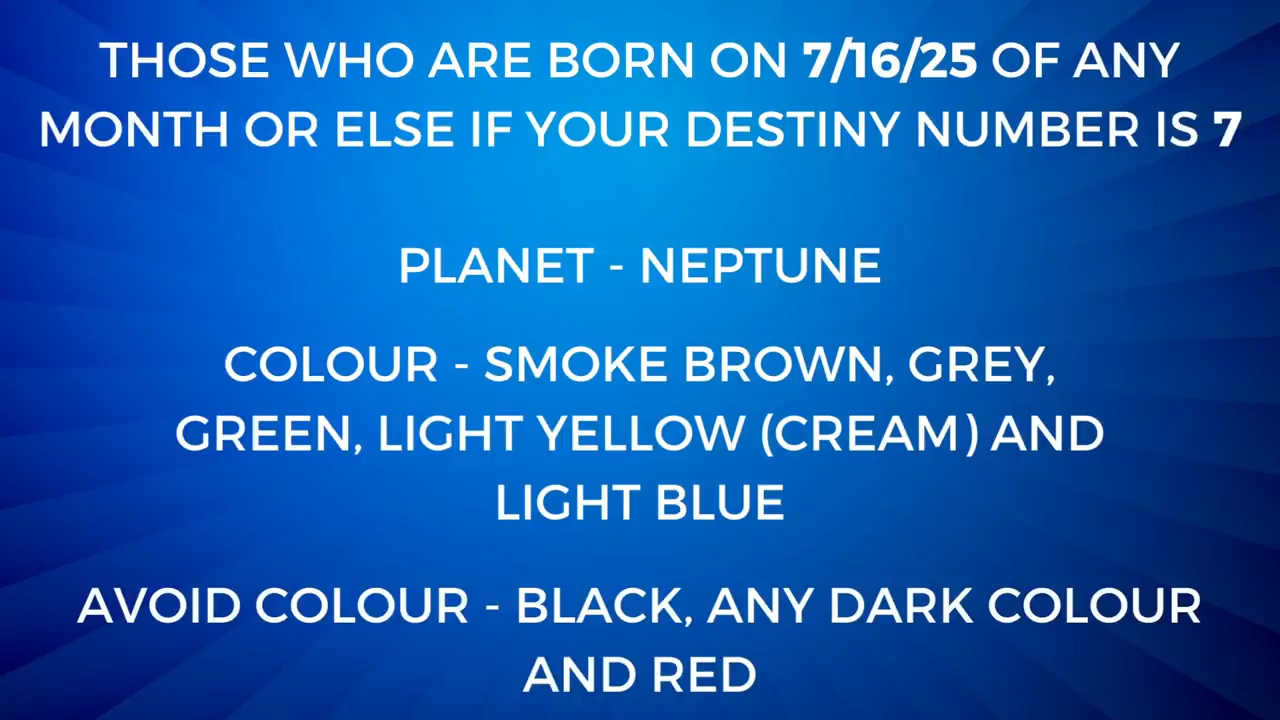 THOSE WHO ARE BORN ON 7/16/25 OF ANY
MONTH OR ELSE IF YOUR DESTINY NUMBER IS 7
PLANET - NEPTUNE
COLOUR - SMOKE BROWN, GREY,
GREEN, LIGHT YELLOW (CREAM) AND
LIGHT BLUE
AVOID COLOUR - BLACK, ANY DARK COLOUR
AND RED